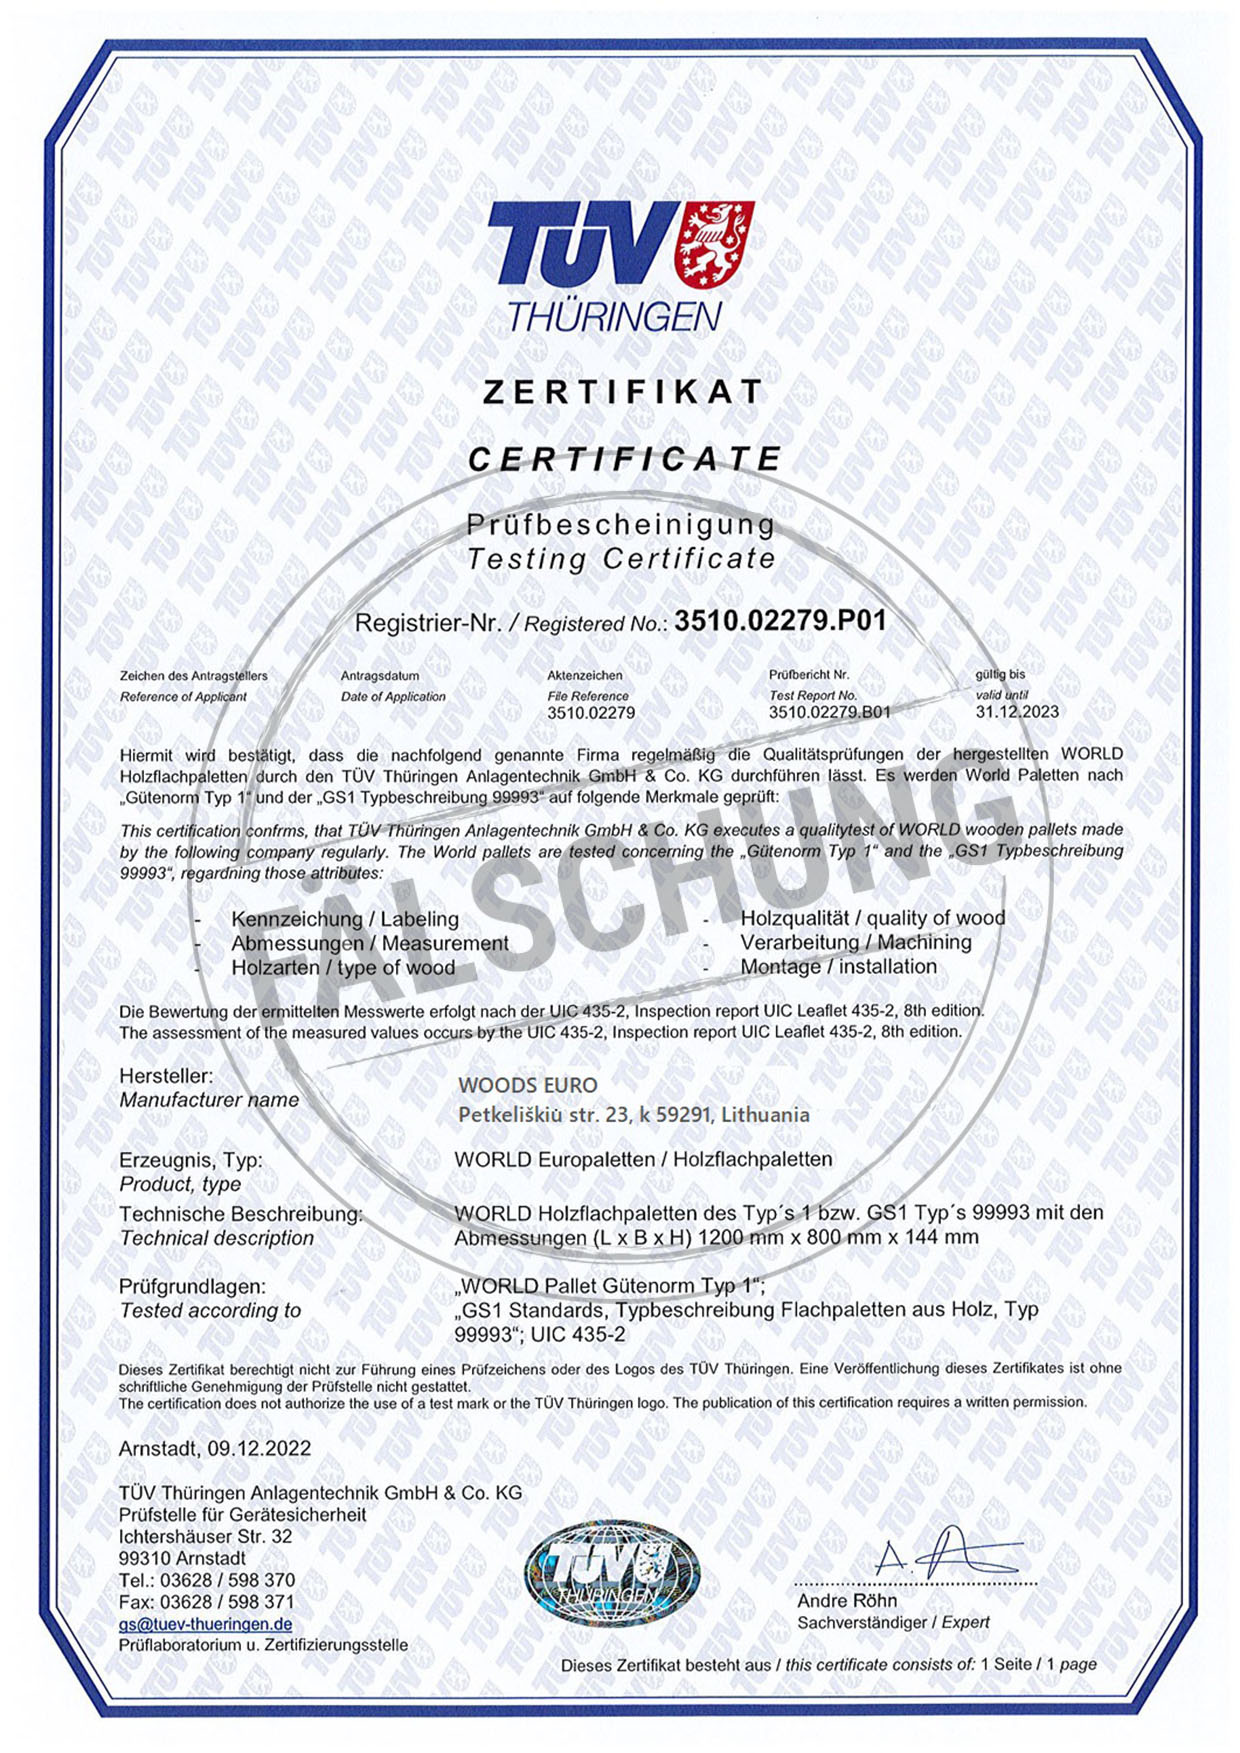 TÜV
THÜRINGEN
ZERTIFIKAT
CERTIFICATE
Prüfbescheinigung
Testing Certificate
Registrier-Nr. / Registered No.: 3510.02279.P01
Zeichen des Antragstellers Antragsdatum Aktenzeichen Prüfbericht Nr. gültig bis
Reference of Applicant Date of Application File Reference Test Report No. valid until
3510.02279 3510.02279.B01 31.12.2023
Hiermit wird bestätigt, dass die nachfolgend genannte Firma regelmäßig die Qualitätsprüfungen der hergestellten WORLD
Holzflachpaletten durch den TÜV Thüringen Anlagentechnik GmbH & Co. KG durchführen lässt. Es werden World Paletten nach
„Gütenorm Typ 1“ und der „GS1 Typbeschreibung 99993“ auf folgende Merkmale geprüft:
This certification confrms, that TÜV Thüringen Anlagentechnik GmbH & Co. KG executes a qualitytest of WORLD wooden pallets made
by the following company regularly. The World pallets are tested concerning the „Gütenorm Typ 1“ and the „GS1 Typbeschreibung
99993“, regardning those attributes:
FÄLSCHUNG
- Kennzeichung / Labeling - Holzqualität / quality of wood
- Abmessungen / Measurement - Verarbeitung / Machining
- Holzarten / type of wood - Montage / installation
Die Bewertung der ermittelten Messwerte erfolgt nach der UIC 435-2, Inspection report UIC Leaflet 435-2, 8th edition.
The assessment of the measured values occurs by the UIC 435-2, Inspection report UIC Leaflet 435-2, 8th edition.
Hersteller: WOODS EURO
Manufacturer name Petkeliškiu str. 23, k 59291, Lithuania
Erzeugnis, Typ: WORLD Europaletten / Holzflachpaletten
Product, type
Technische Beschreibung: WORLD Holzflachpaletten des Typ´s 1 bzw. GS1 Typ´s 99993 mit den
Technical description Abmessungen (L x B x H) 1200 mm x 800 mm x 144 mm
Prüfgrundlagen: „WORLD Pallet Gütenorm Typ 1“;
Tested according to „GS1 Standards, Typbeschreibung Flachpaletten aus Holz, Typ
99993“; UIC 435-2
Dieses Zertifikat berechtigt nicht zur Führung eines Prüfzeichens oder des Logos des TÜV Thüringen. Eine Veröffentlichung dieses Zertifikates ist ohne
schriftliche Genehmigung der Prüfstelle nicht gestattet.
The certification does not authorize the use of a test mark or the TÜV Thüringen logo. The publication of this certification requires a written permission.
Arnstadt, 09.12.2022
TÜV Thüringen Anlagentechnik GmbH & Co. KG
Prüfstelle für Gerätesicherheit
Ichtershäuser Str. 32
99310 Arnstadt
Tel.: 03628 / 598 370
Fax: 03628 / 598 371
gs@tuev-thueringen.de
Prüflaboratorium u. Zertifizierungsstelle
TÜV
THÜRINGEN
Andre Röhn
Sachverständiger / Expert
Dieses Zertifikat besteht aus / this certificate consists of: 1 Seite / 1 page